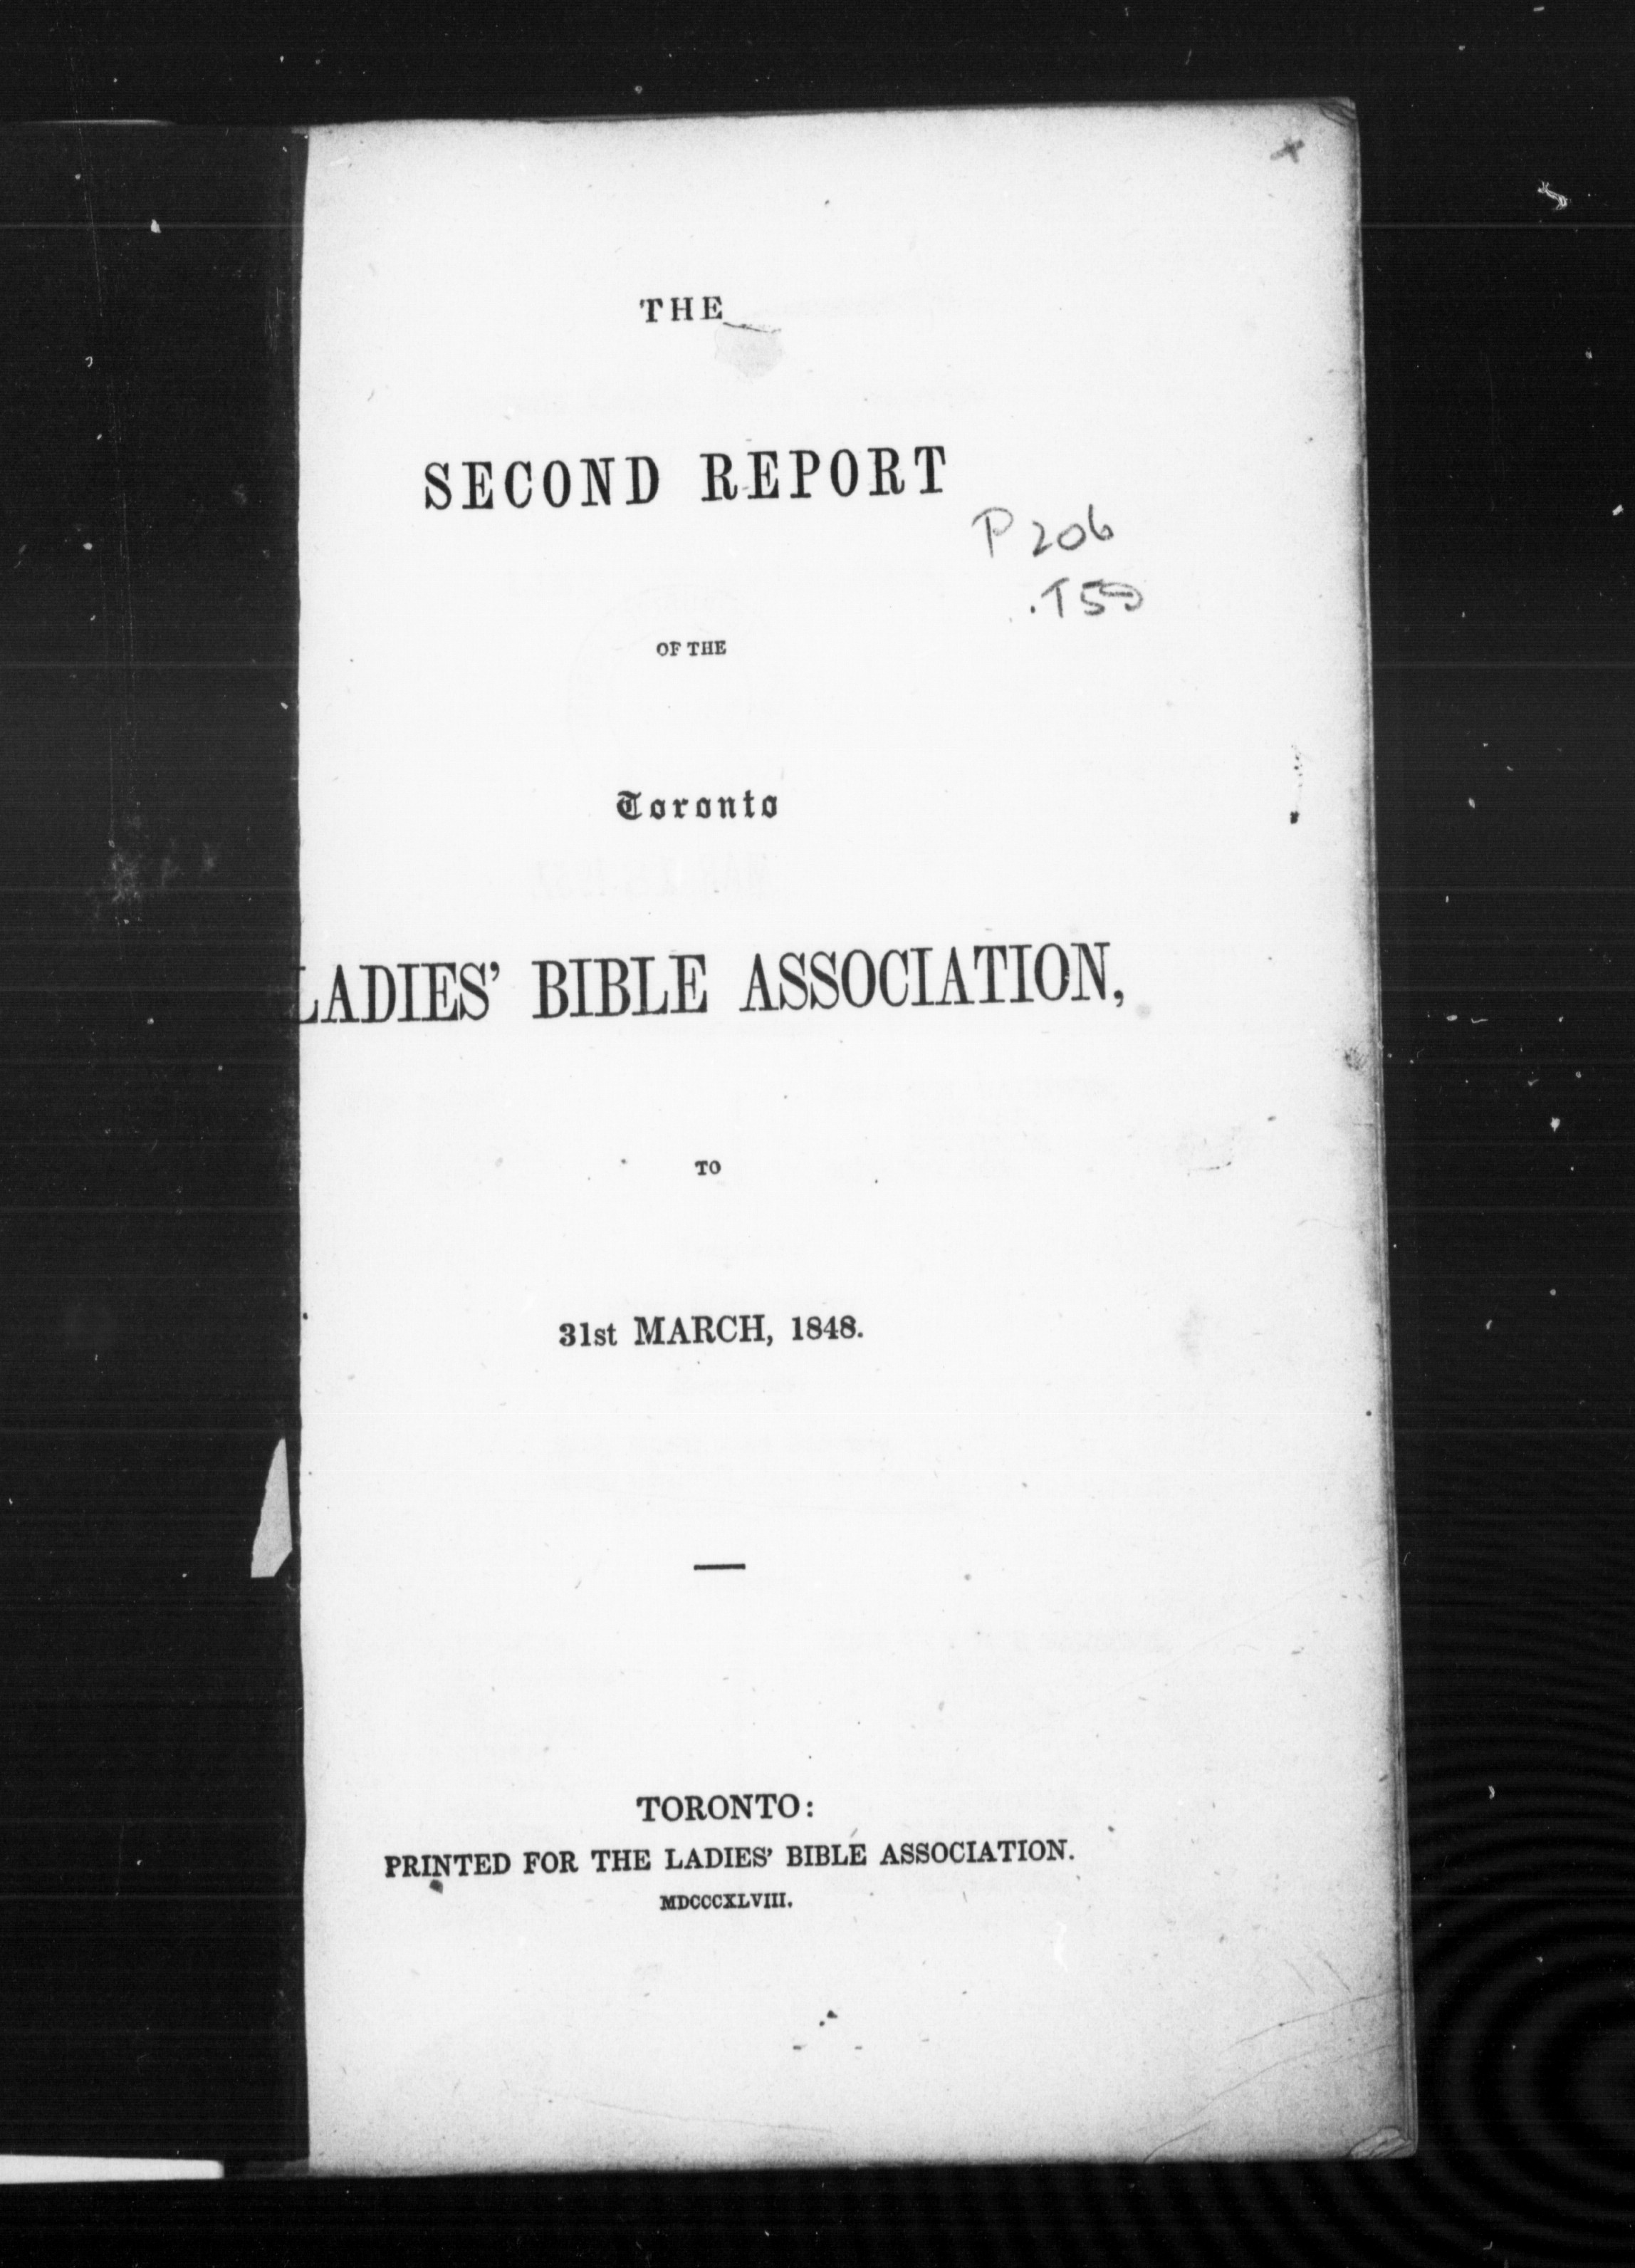 THE
SECOND REPORT
P 206
.T50
OF THE
Toronto
LADIES' BIBLE ASSOCIATION,
TO
31st MARCH, 1848.
TORONTO:
PRINTED FOR THE LADIES' BIBLE ASSOCIATION.
MDCCCXLVIII.